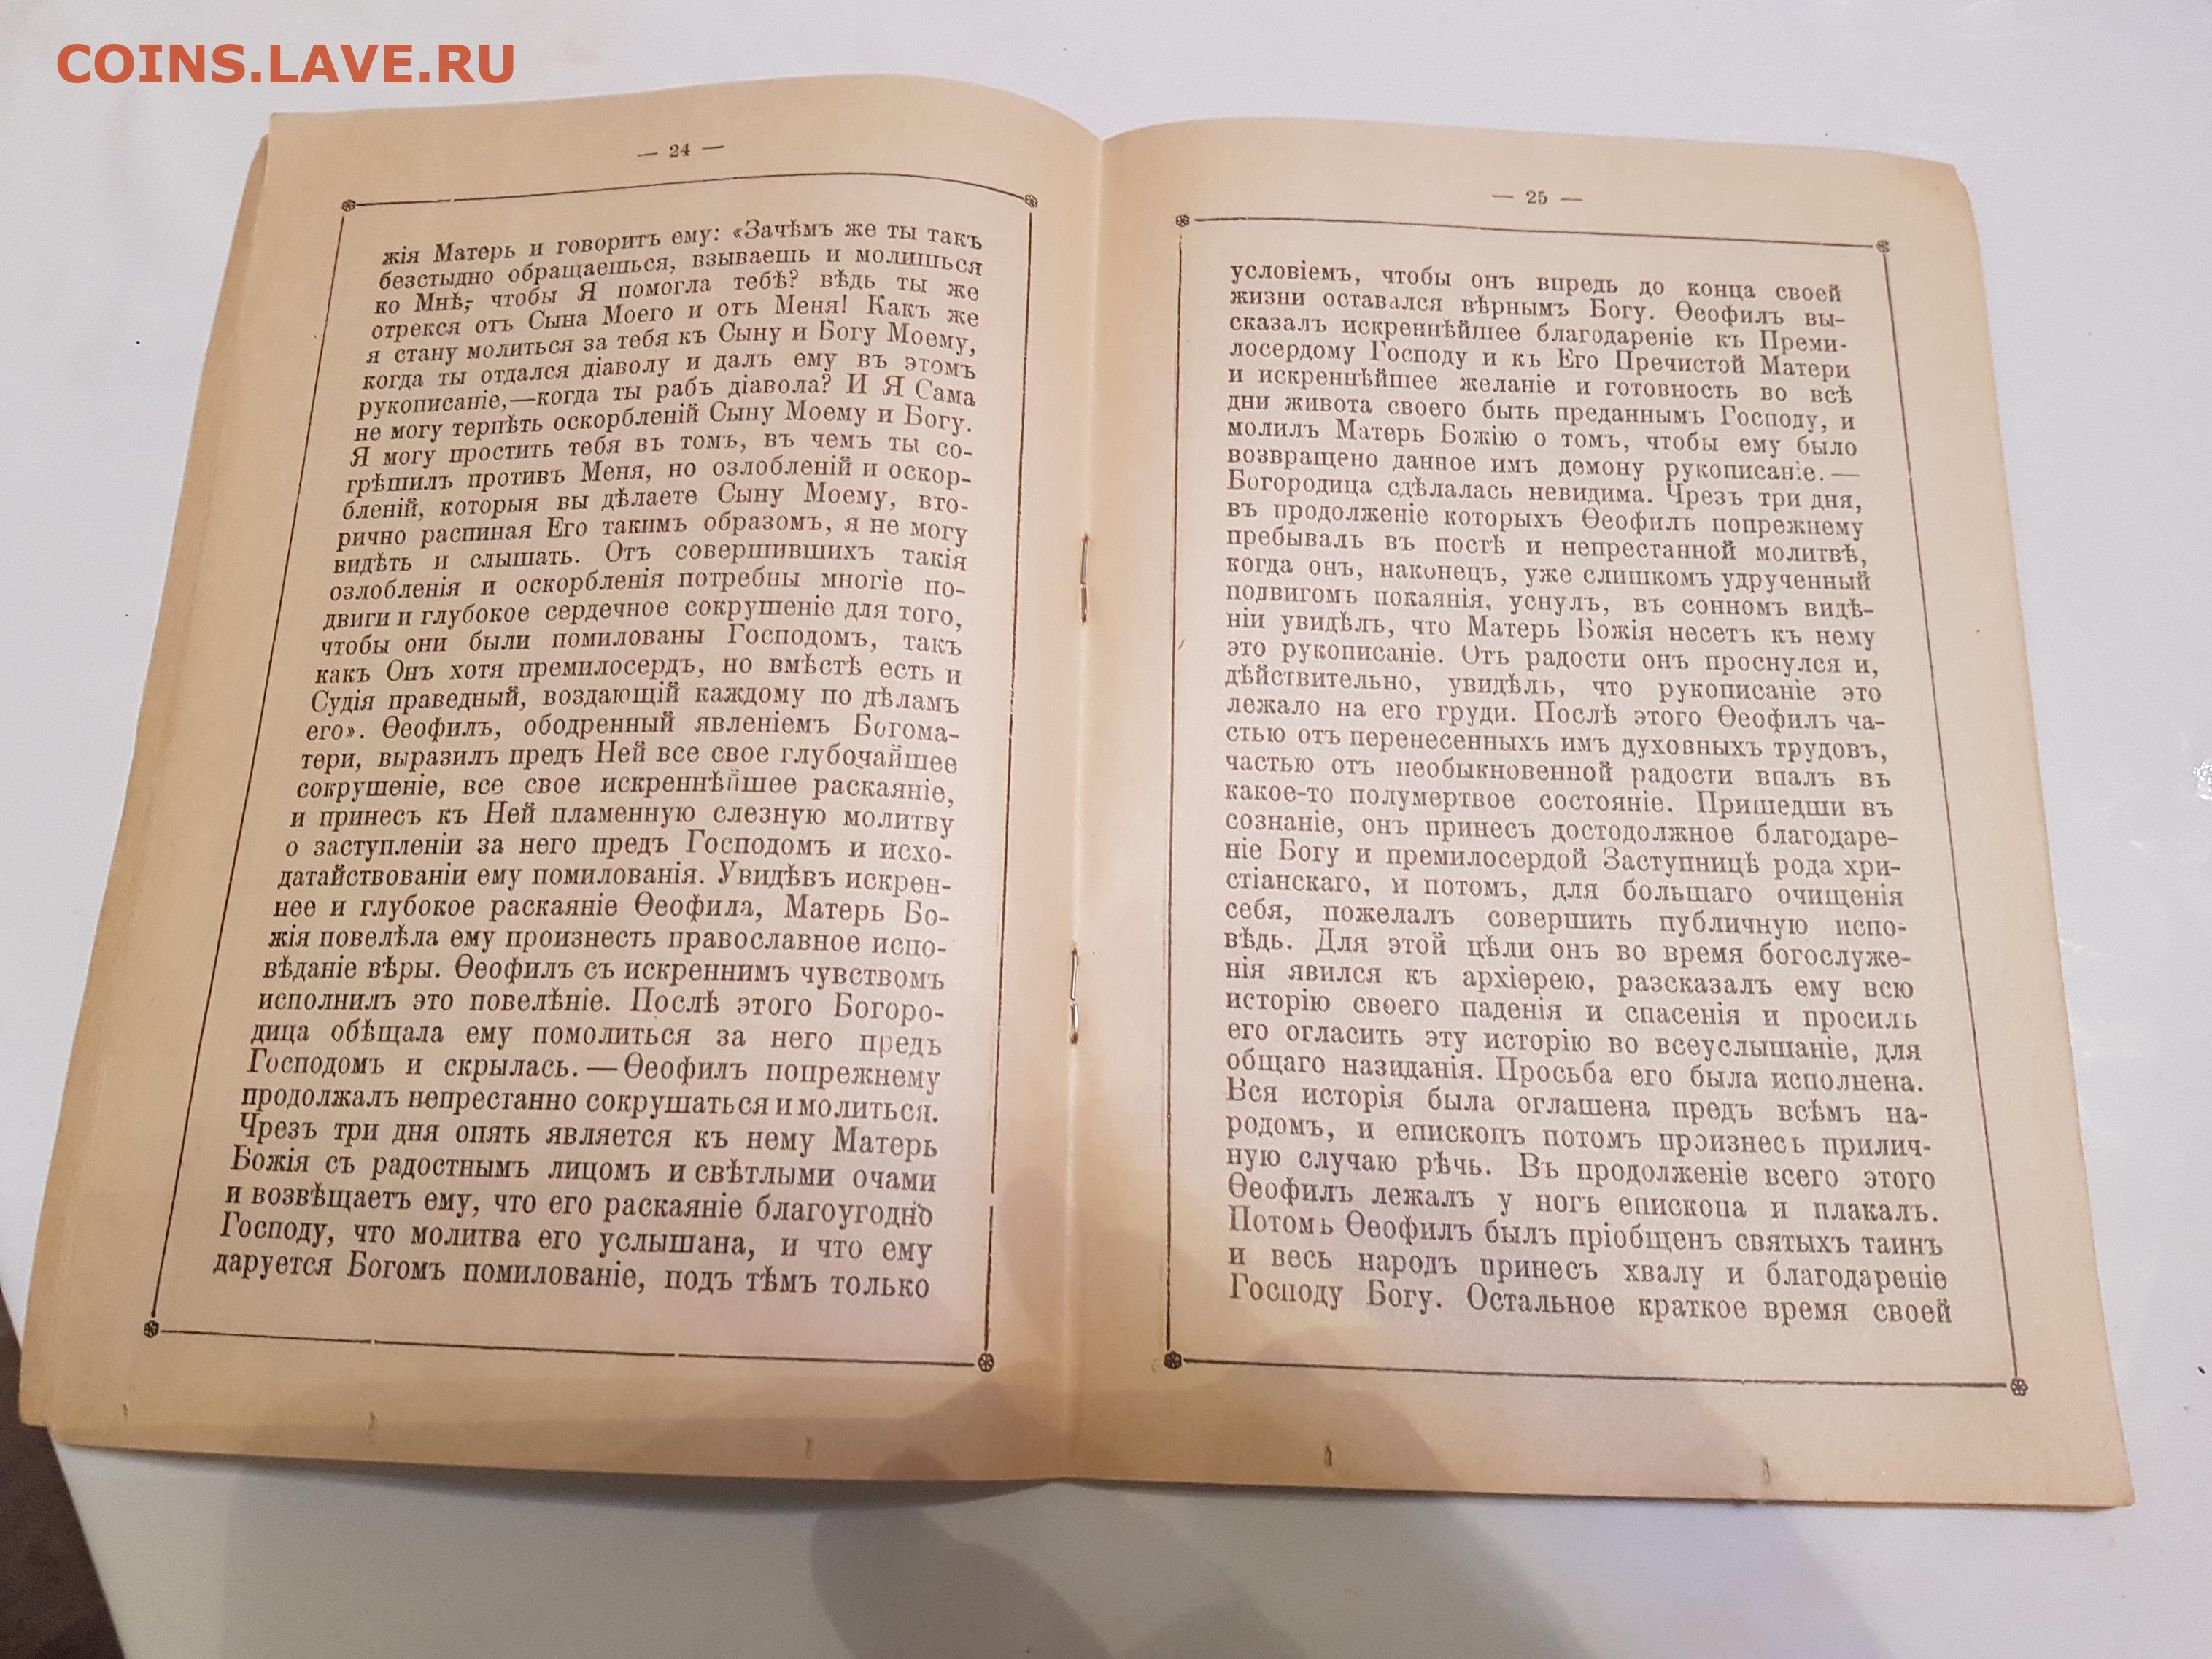 COINS.LAVE.RU
— 24 —
жія Матерь и говоритъ ему: «Зачѣмъ же ты такъ
безстыдно обращаешься, взываешь и молишься
ко Мнѣ, чтобы Я помогла тебѣ? вѣдь ты же
отрекся отъ Сына Моего и отъ Меня! Какъ же
я стану молиться за тебя къ Сыну и Богу Моему,
когда ты отдался діаволу и далъ ему въ этомъ
рукописаніе,—когда ты рабъ діавола? И Я Сама
не могу терпѣть оскорбленій Сыну Моему и Богу.
Я могу простить тебя въ томъ, въ чемъ ты со-
грѣшилъ противъ Меня, но озлобленій и оскор-
бленій, которыя вы дѣлаете Сыну Моему, вто-
рично распиная Его такимъ образомъ, я не могу
видѣть и слышать. Отъ совершившихъ такія
озлобленія и оскорбленія потребны многіе по-
двиги и глубокое сердечное сокрушеніе для того,
чтобы они были помилованы Господомъ, такъ
какъ Онъ хотя премилосердъ, но вмѣстѣ есть и
Судія праведный, воздающій каждому по дѣламъ
его». Ѳеофилъ, ободренный явленіемъ Богома-
тери, выразилъ предъ Ней все свое глубочайшее
сокрушеніе, все свое искреннѣйшее раскаяніе,
и принесъ къ Ней пламенную слезную молитву
о заступленіи за него предъ Господомъ и исхо-
датайствованіи ему помилованія. Увидѣвъ искрен-
нее и глубокое раскаяніе Ѳеофила, Матерь Бо-
жія повелѣла ему произнесть православное испо-
вѣданіе вѣры. Ѳеофилъ съ искреннимъ чувствомъ
исполнилъ это повелѣніе. Послѣ этого Богоро-
дица обѣщала ему помолиться за него предъ
Господомъ и скрылась.—Ѳеофилъ попрежнему
продолжалъ непрестанно сокрушаться и молиться.
Чрезъ три дня опять является къ нему Матерь
Божія съ радостнымъ лицомъ и свѣтлыми очами
и возвѣщаетъ ему, что его раскаяніе благоугодно
Господу, что молитва его услышана, и что ему
даруется Богомъ помилованіе, подъ тѣмъ только
— 25 —
условіемъ, чтобы онъ впредь до конца своей
жизни оставался вѣрнымъ Богу. Ѳеофилъ вы-
сказалъ искреннѣйшее благодареніе къ Преми-
лосердому Господу и къ Его Пречистой Матери
и искреннѣйшее желаніе и готовность во всѣ
дни живота своего быть преданнымъ Господу, и
молилъ Матерь Божію о томъ, чтобы ему было
возвращено данное имъ демону рукописаніе.—
Богородица сдѣлалась невидима. Чрезъ три дня,
въ продолженіе которыхъ Ѳеофилъ попрежнему
пребывалъ въ постѣ и непрестанной молитвѣ,
когда онъ, наконецъ, уже слишкомъ удрученный
подвигомъ покаянія, уснулъ, въ сонномъ видѣ-
ніи увидѣлъ, что Матерь Божія несетъ къ нему
это рукописаніе. Отъ радости онъ проснулся и,
дѣйствительно, увидѣлъ, что рукописаніе это
лежало на его груди. Послѣ этого Ѳеофилъ ча-
стью отъ перенесенныхъ имъ духовныхъ трудовъ,
частью отъ необыкновенной радости впалъ въ
какое-то полумертвое состояніе. Пришедши въ
сознаніе, онъ принесъ достодолжное благодаре-
ніе Богу и премилосердой Заступницѣ рода хри-
стіанскаго, и потомъ, для большаго очищенія
себя, пожелалъ совершить публичную испо-
вѣдь. Для этой цѣли онъ во время богослуже-
нія явился къ архіерею, разсказалъ ему всю
исторію своего паденія и спасенія и просилъ
его огласить эту исторію во всеуслышаніе, для
общаго назиданія. Просьба его была исполнена.
Вся исторія была оглашена предъ всѣмъ на-
родомъ, и епископъ потомъ произнесъ прилич-
ную случаю рѣчь. Въ продолженіе всего этого
Ѳеофилъ лежалъ у ногъ епископа и плакалъ.
Потомъ Ѳеофилъ былъ пріобщенъ святыхъ таинъ
и весь народъ принесъ хвалу и благодареніе
Господу Богу. Остальное краткое время своей